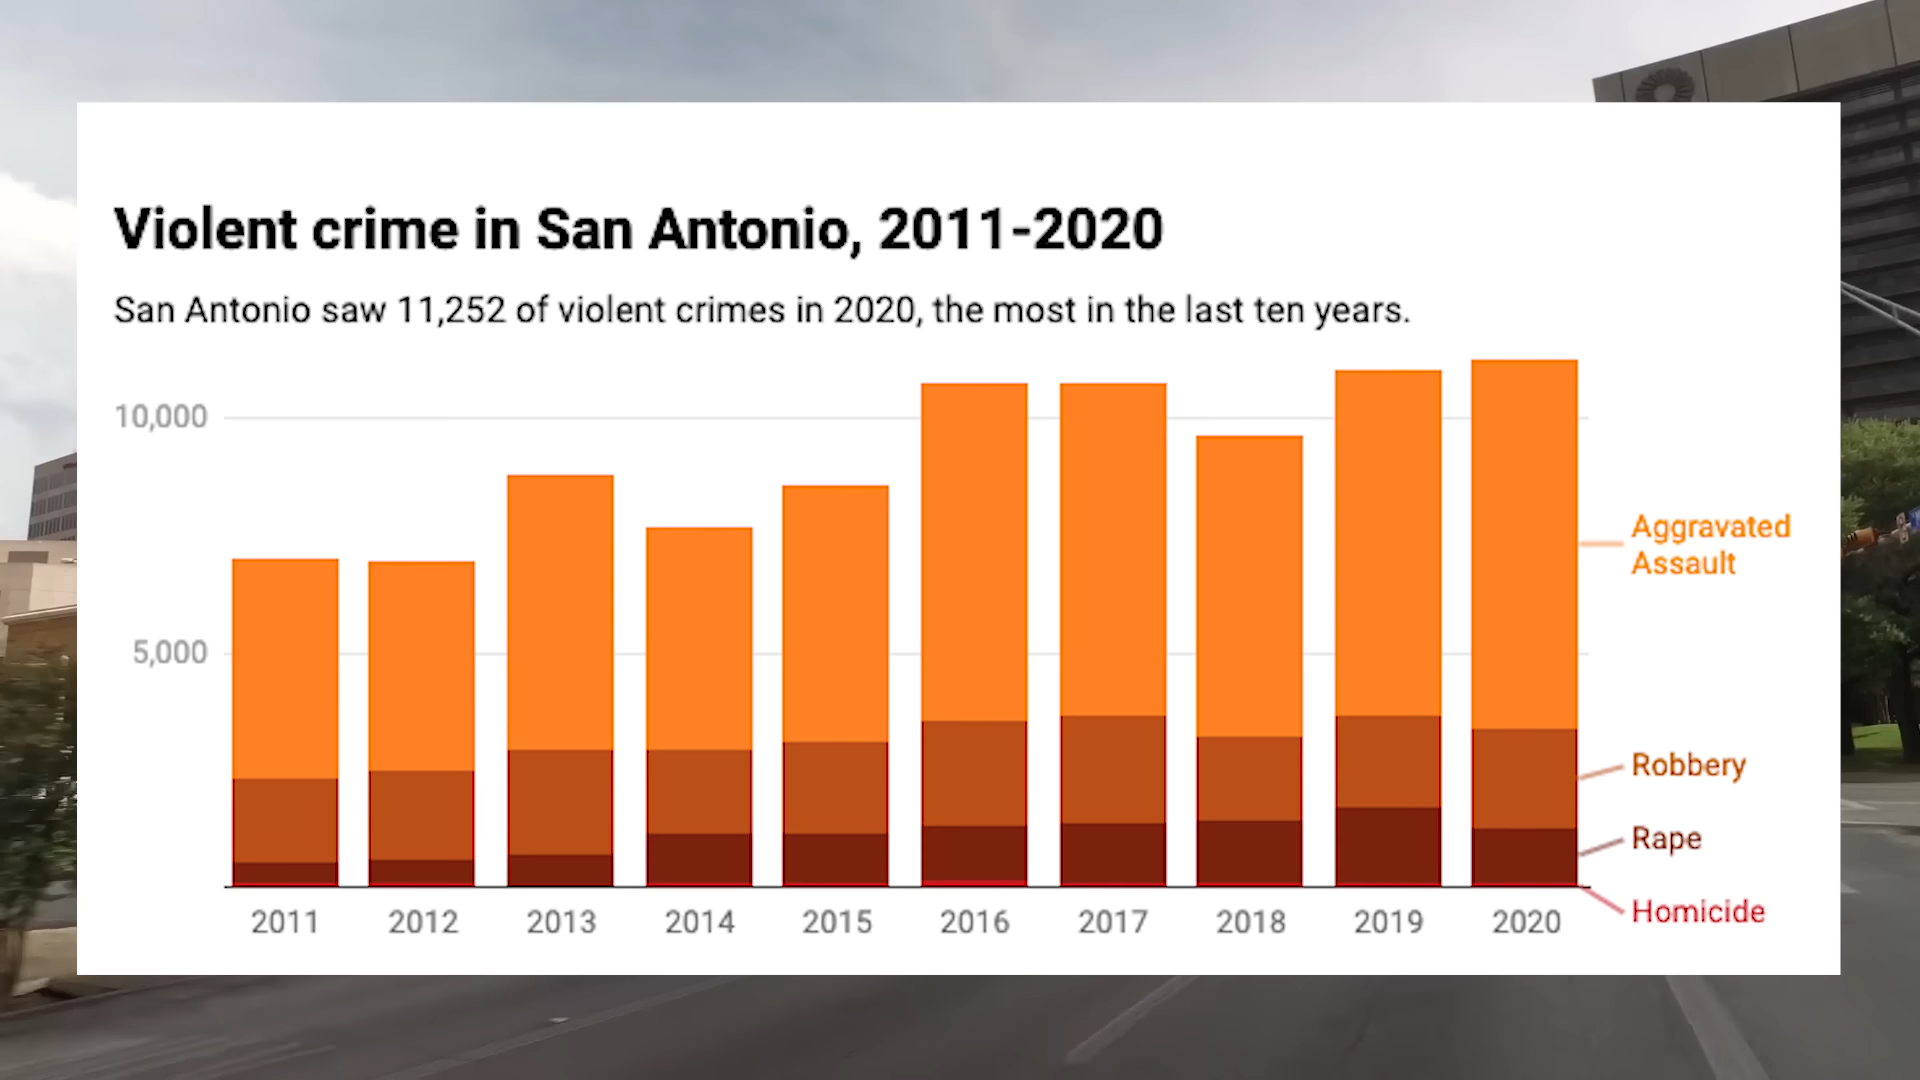 Violent crime in San Antonio, 2011-2020
San Antonio saw 11,252 of violent crimes in 2020, the most in the last ten years.
10,000
5,000
Aggravated
Assault
Robbery
Rape
Homicide
2011 2012 2013 2014 2015 2016 2017 2018 2019 2020